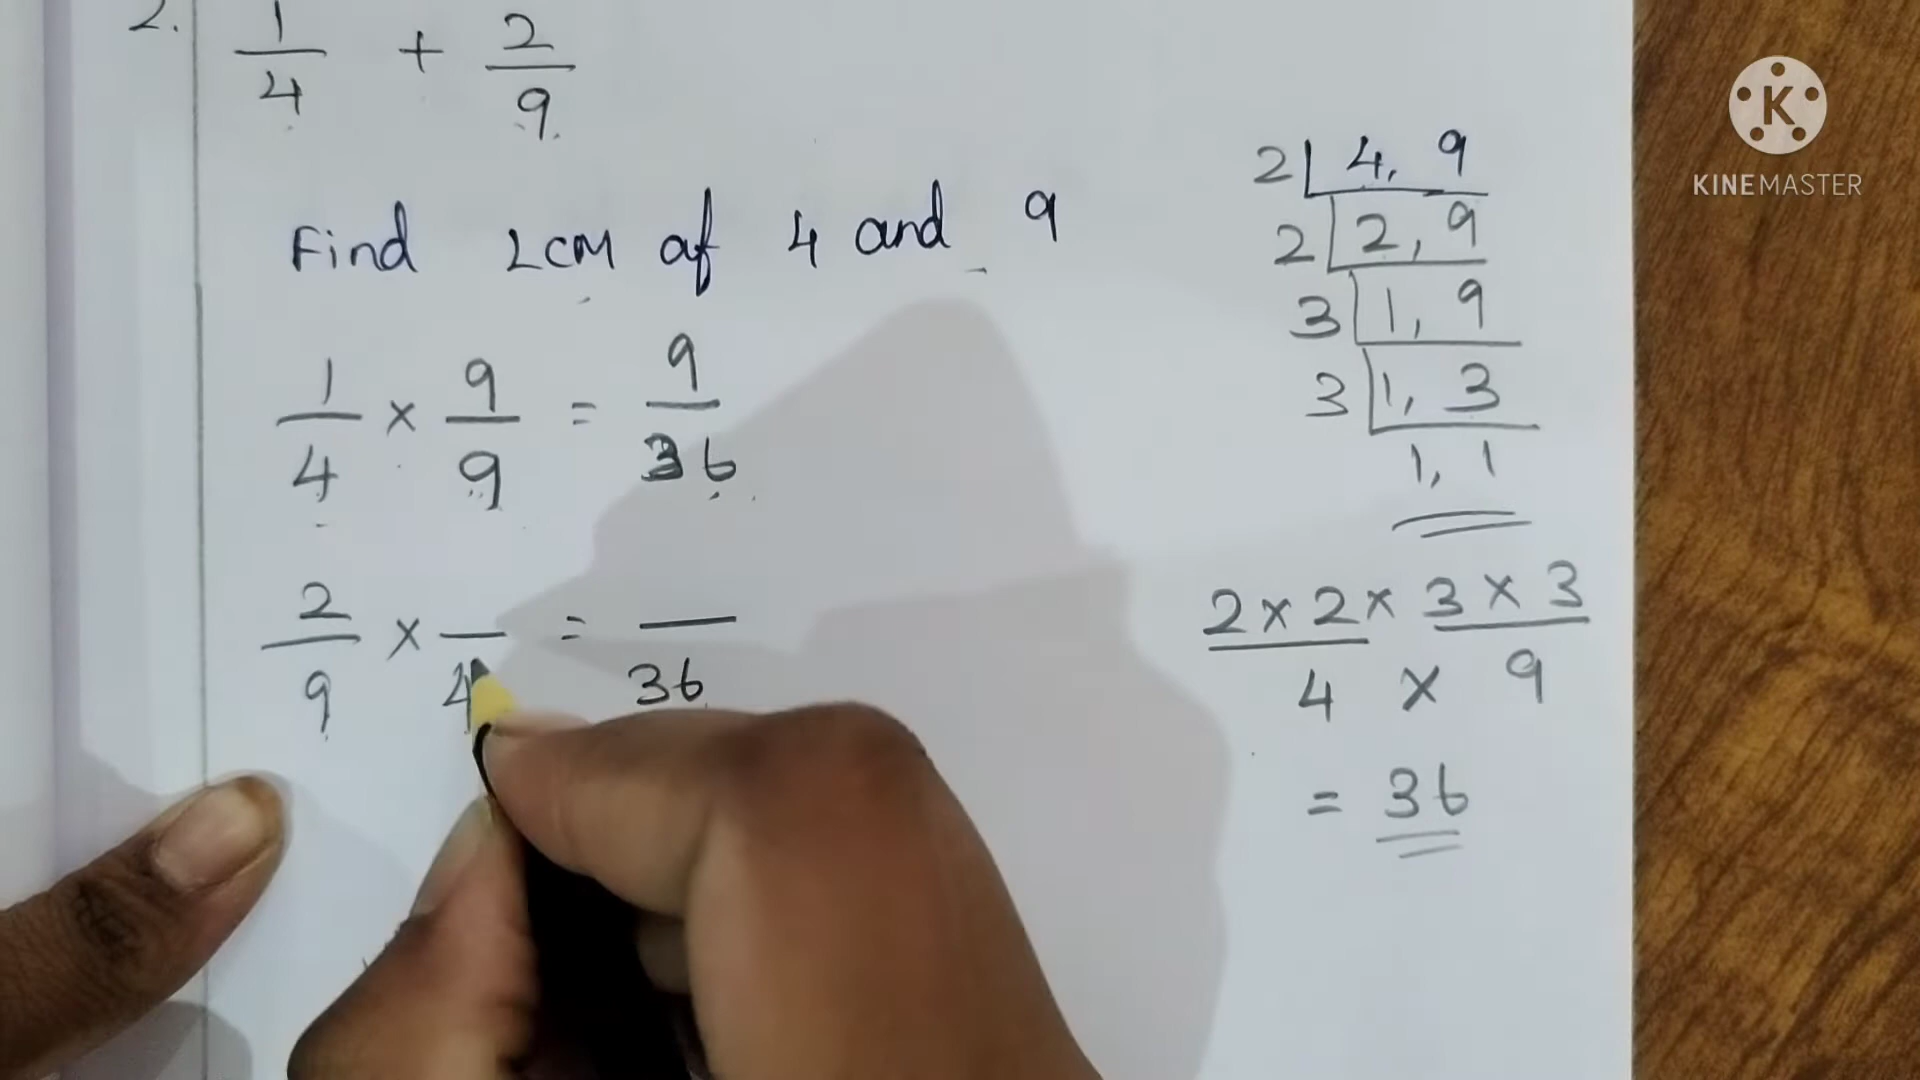 2. 1/4 + 2/9
Find LCM of 4 and 9
1/4 × 9/9 = 9/36
2/9 × /4 = /36
2 | 4, 9
2 | 2, 9
3 | 1, 9
3 | 1, 3
1, 1
2 × 2 × 3 × 3
4 × 9
= 36
K
KINEMASTER